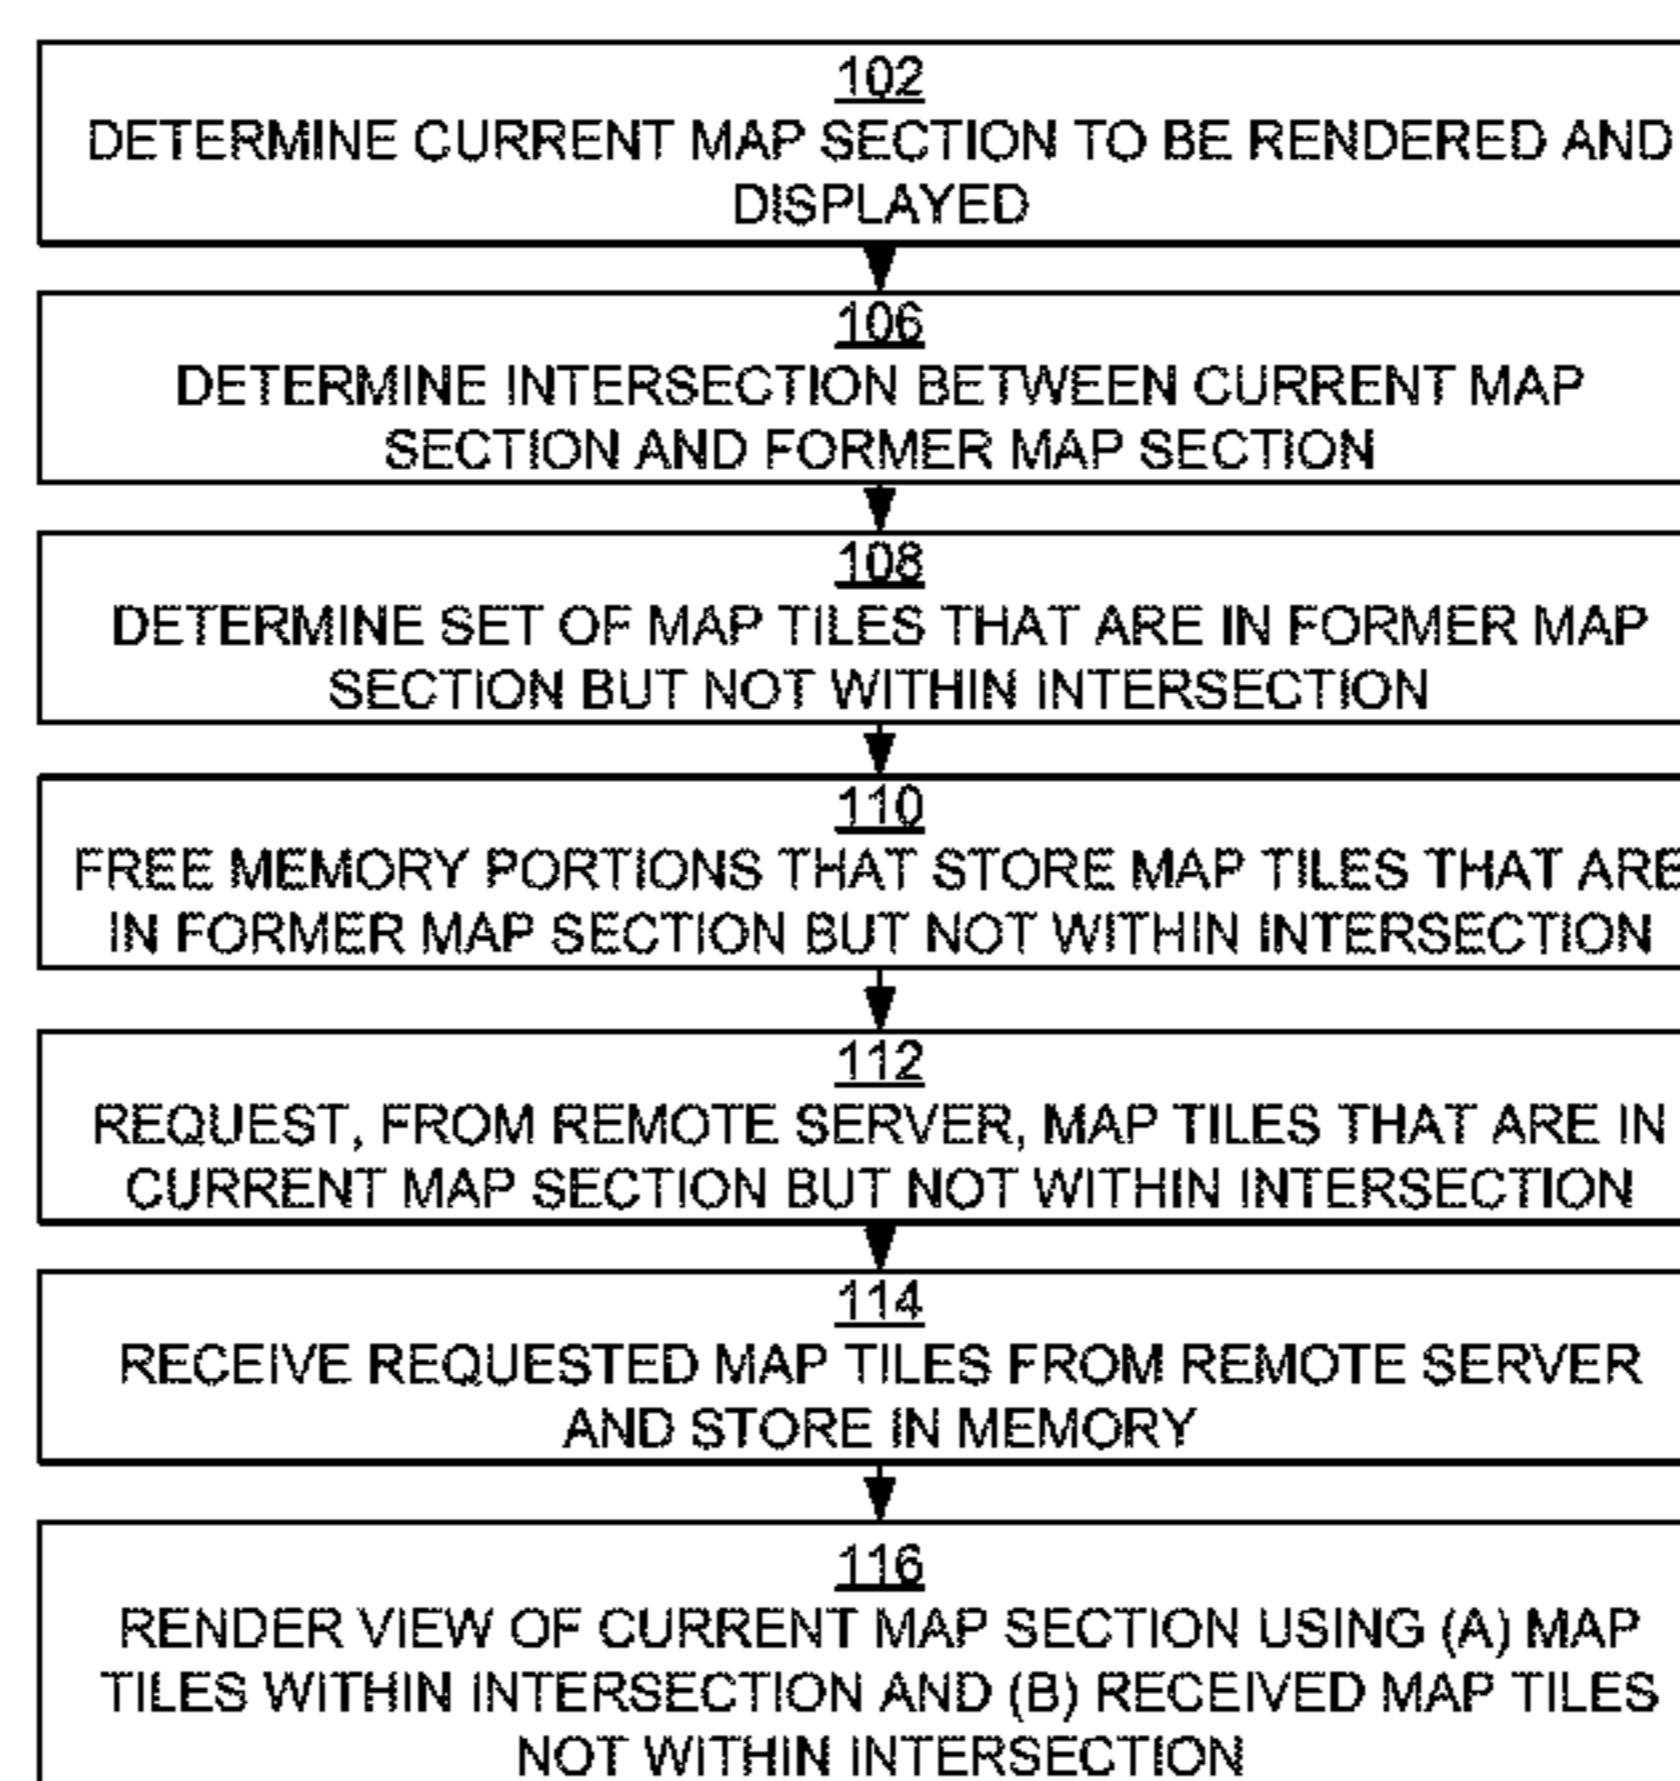 102
DETERMINE CURRENT MAP SECTION TO BE RENDERED AND
DISPLAYED
106
DETERMINE INTERSECTION BETWEEN CURRENT MAP
SECTION AND FORMER MAP SECTION
108
DETERMINE SET OF MAP TILES THAT ARE IN FORMER MAP
SECTION BUT NOT WITHIN INTERSECTION
110
FREE MEMORY PORTIONS THAT STORE MAP TILES THAT ARE
IN FORMER MAP SECTION BUT NOT WITHIN INTERSECTION
112
REQUEST, FROM REMOTE SERVER, MAP TILES THAT ARE IN
CURRENT MAP SECTION BUT NOT WITHIN INTERSECTION
114
RECEIVE REQUESTED MAP TILES FROM REMOTE SERVER
AND STORE IN MEMORY
116
RENDER VIEW OF CURRENT MAP SECTION USING (A) MAP
TILES WITHIN INTERSECTION AND (B) RECEIVED MAP TILES
NOT WITHIN INTERSECTION